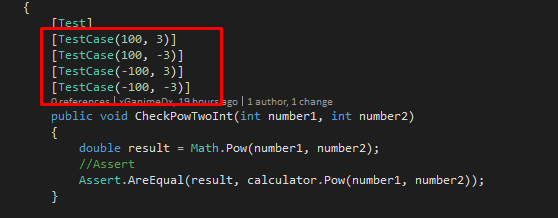 {
[Test]
[TestCase(100, 3)]
[TestCase(100, -3)]
[TestCase(-100, 3)]
[TestCase(-100, -3)]
0 references | xGanimeDx, 19 hours ago | 1 author, 1 change
public void CheckPowTwoInt(int number1, int number2)
{
double result = Math.Pow(number1, number2);
//Assert
Assert.AreEqual(result, calculator.Pow(number1, number2));
}